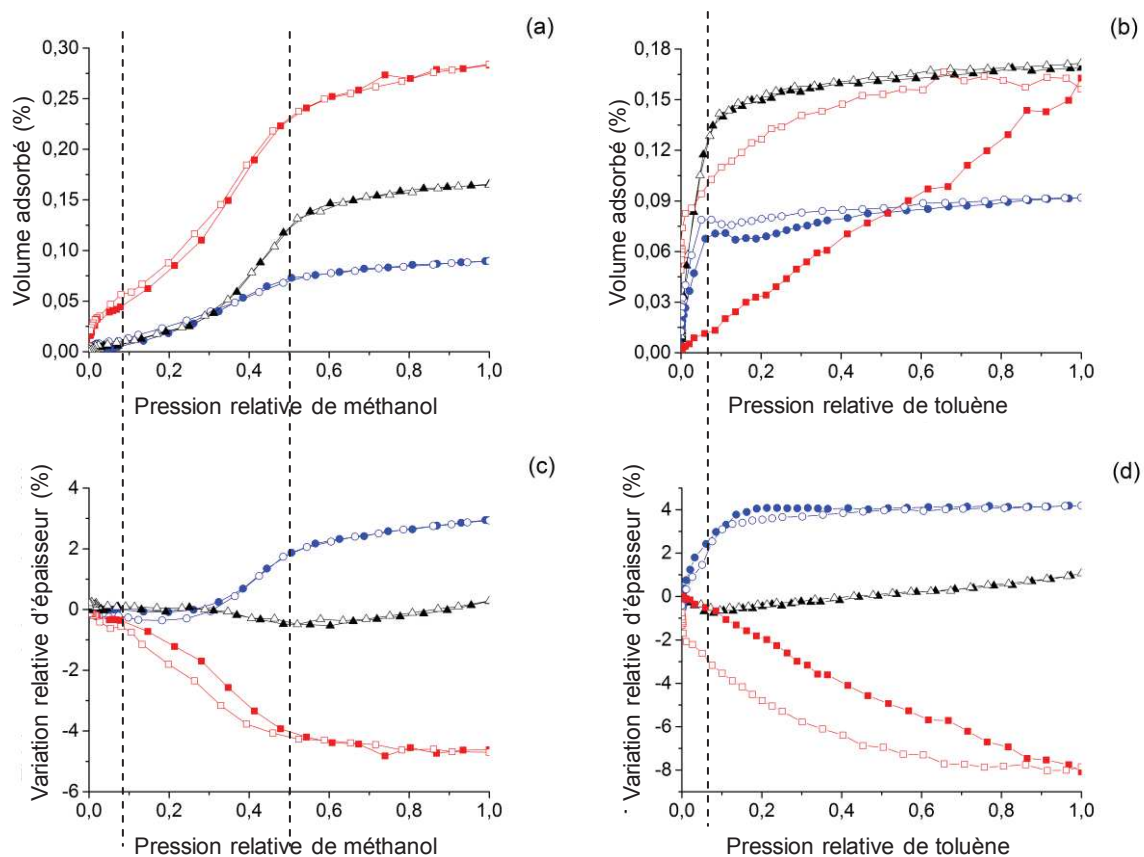 (a)
Volume adsorbé (%)
0,30
0,25
0,20
0,15
0,10
0,05
0,00
0,0 0,2 0,4 0,6 0,8 1,0
Pression relative de méthanol
(b)
Volume adsorbé (%)
0,18
0,15
0,12
0,09
0,06
0,03
0,00
0,0 0,2 0,4 0,6 0,8 1,0
Pression relative de toluène
(c)
Variation relative d'épaisseur (%)
4
2
0
-2
-4
-6
0,0 0,2 0,4 0,6 0,8 1,0
Pression relative de méthanol
(d)
Variation relative d'épaisseur (%)
6
4
2
0
-2
-4
-6
-8
0,0 0,2 0,4 0,6 0,8 1,0
Pression relative de toluène